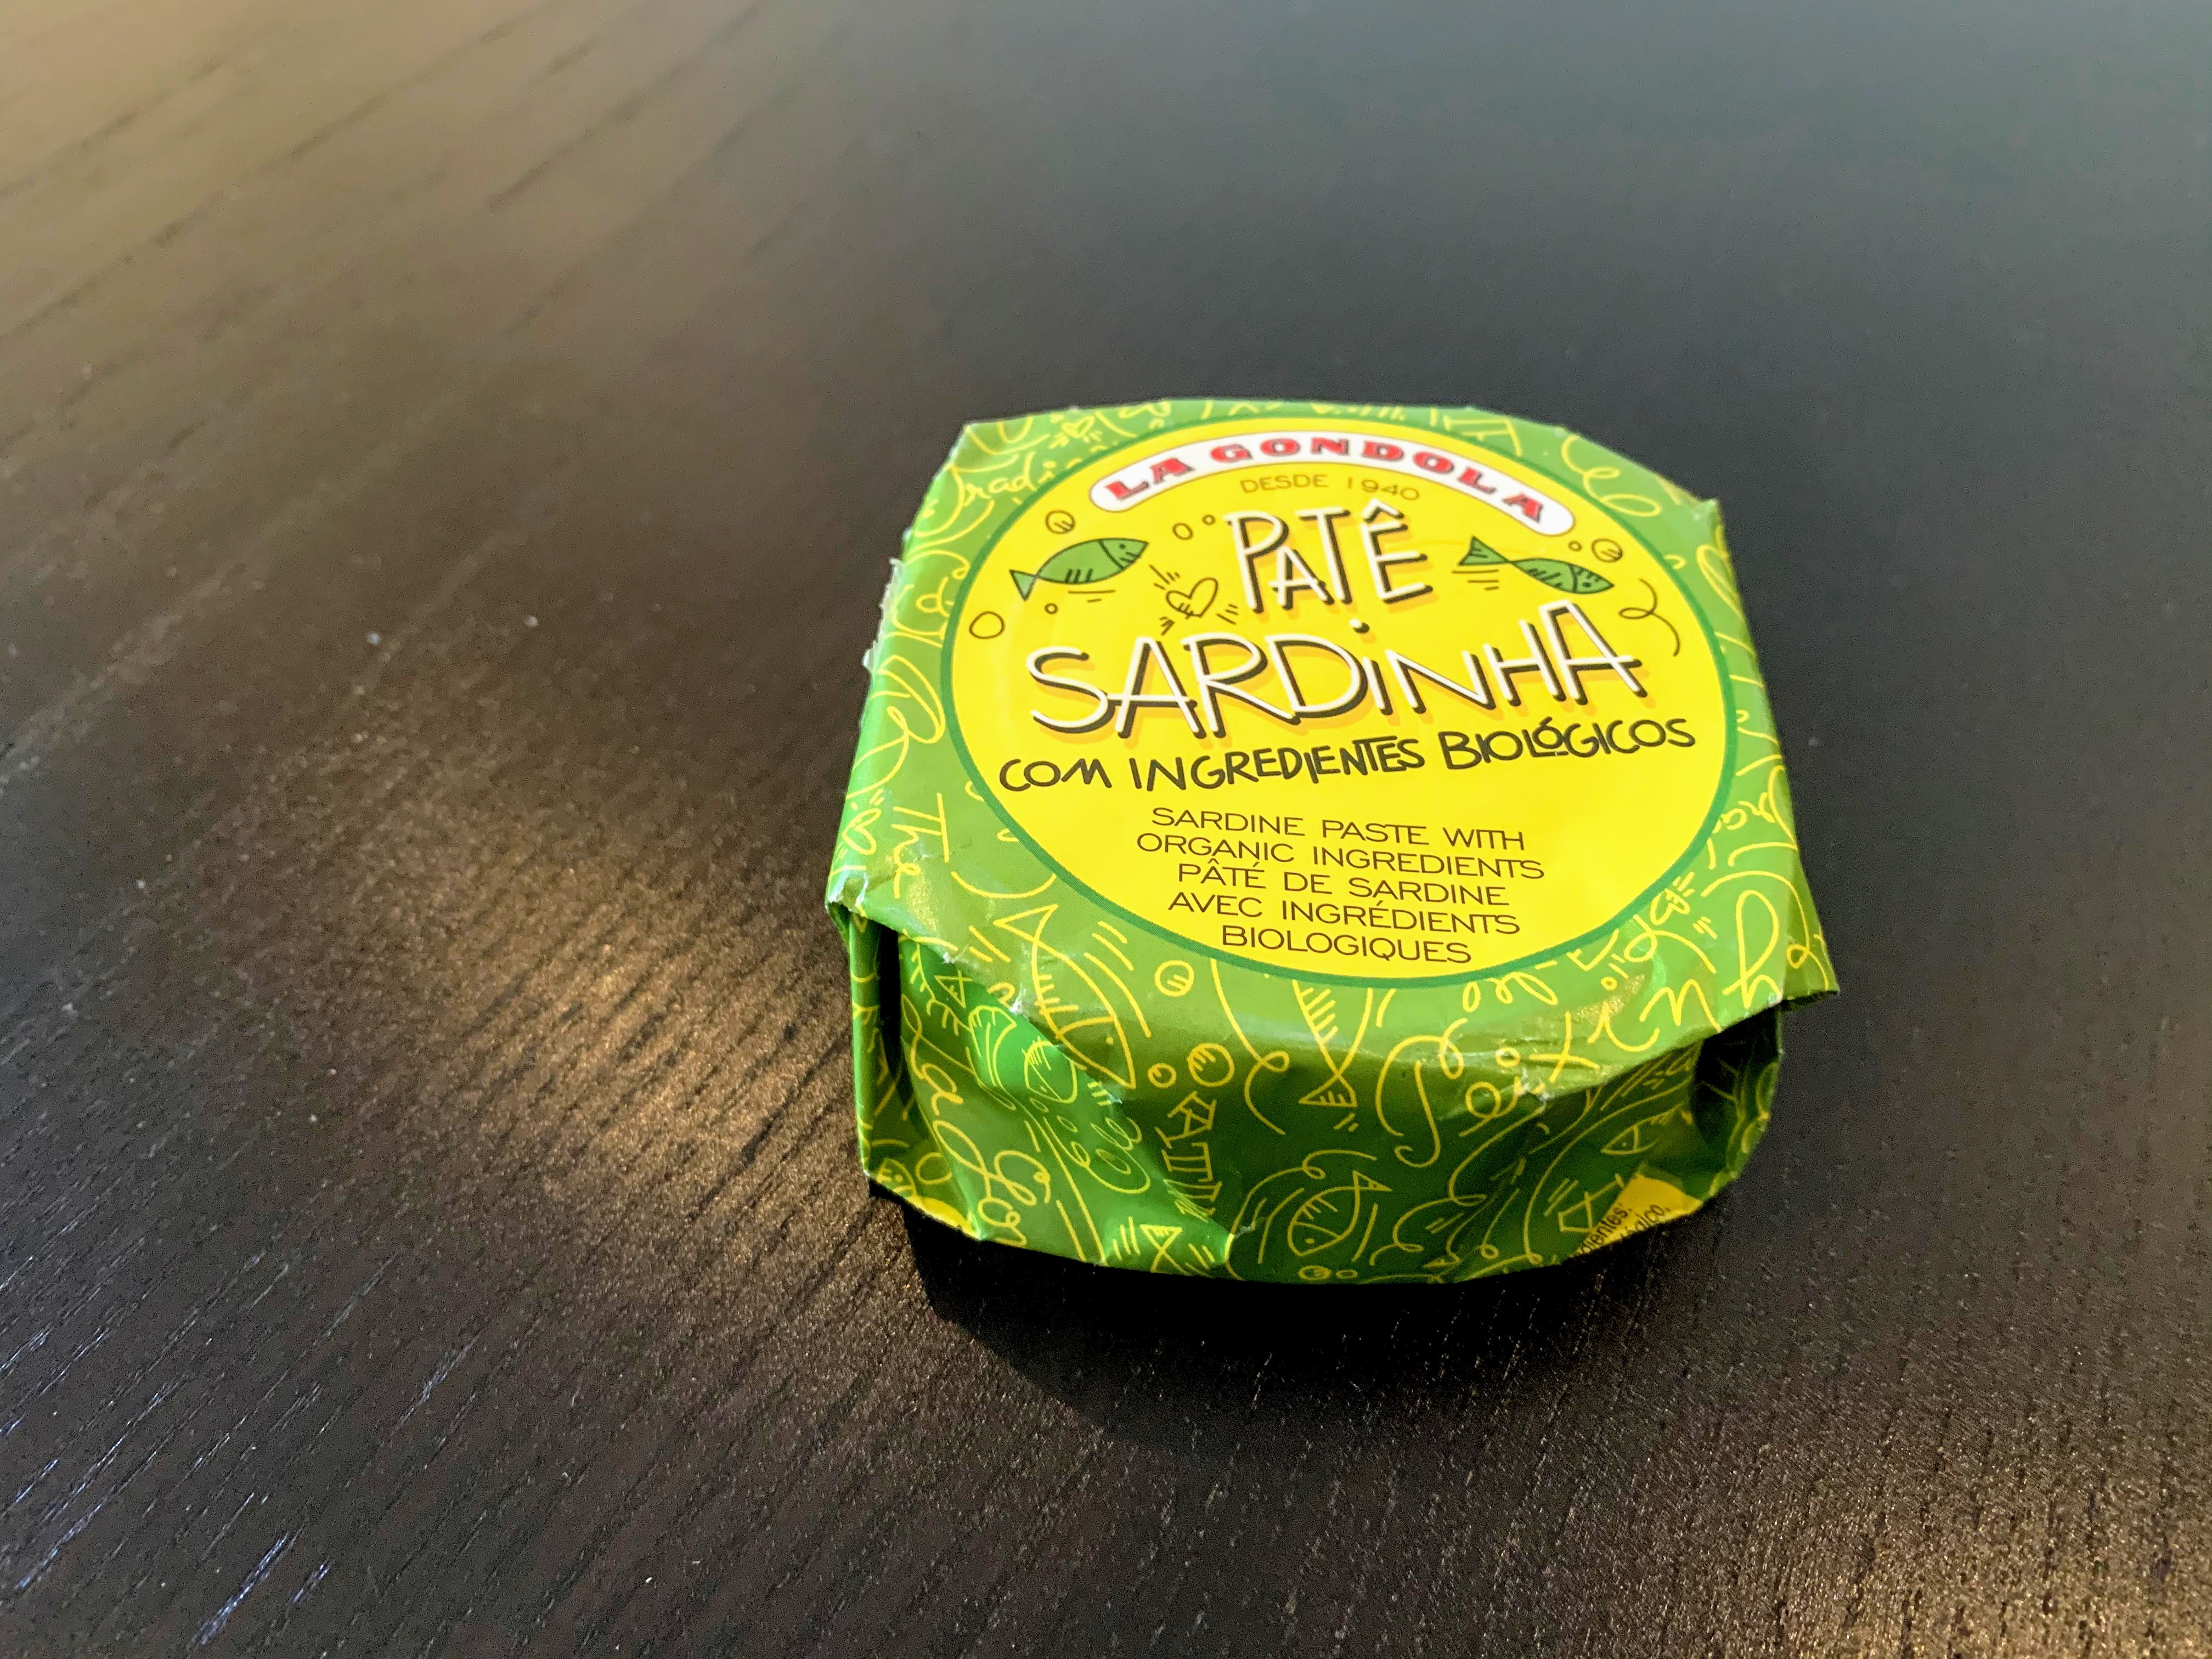 LA GONDOLA
DESDE 1940
PATÊ
SARDINHA
COM INGREDIENTES BIOLÓGICOS
SARDINE PASTE WITH
ORGANIC INGREDIENTS
PÂTÉ DE SARDINE
AVEC INGRÉDIENTS
BIOLOGIQUES